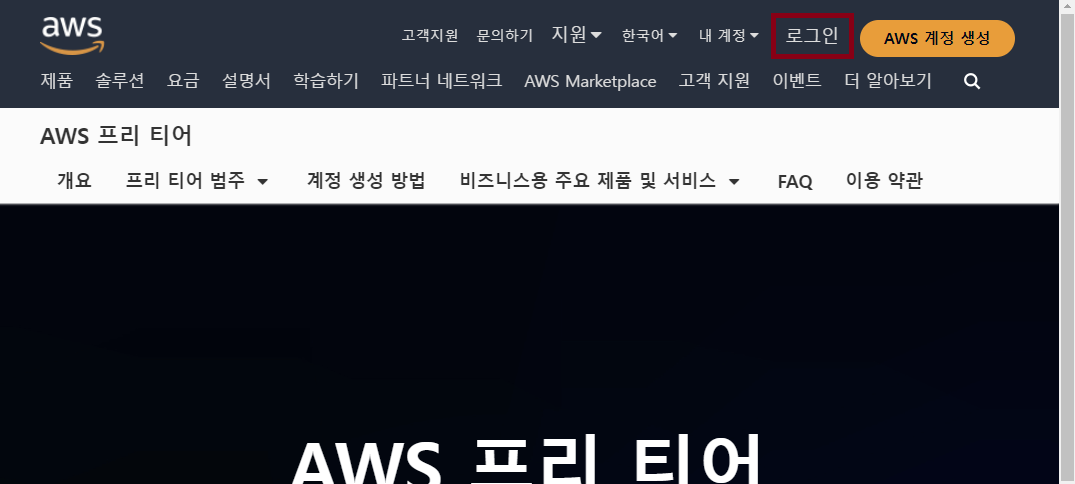 aws
고객지원 문의하기 지원 한국어 내 계정 로그인 AWS 계정 생성
제품 솔루션 요금 설명서 학습하기 파트너 네트워크 AWS Marketplace 고객 지원 이벤트 더 알아보기
AWS 프리 티어
개요 프리 티어 범주 계정 생성 방법 비즈니스용 주요 제품 및 서비스 FAQ 이용 약관
AWS 프리 티어